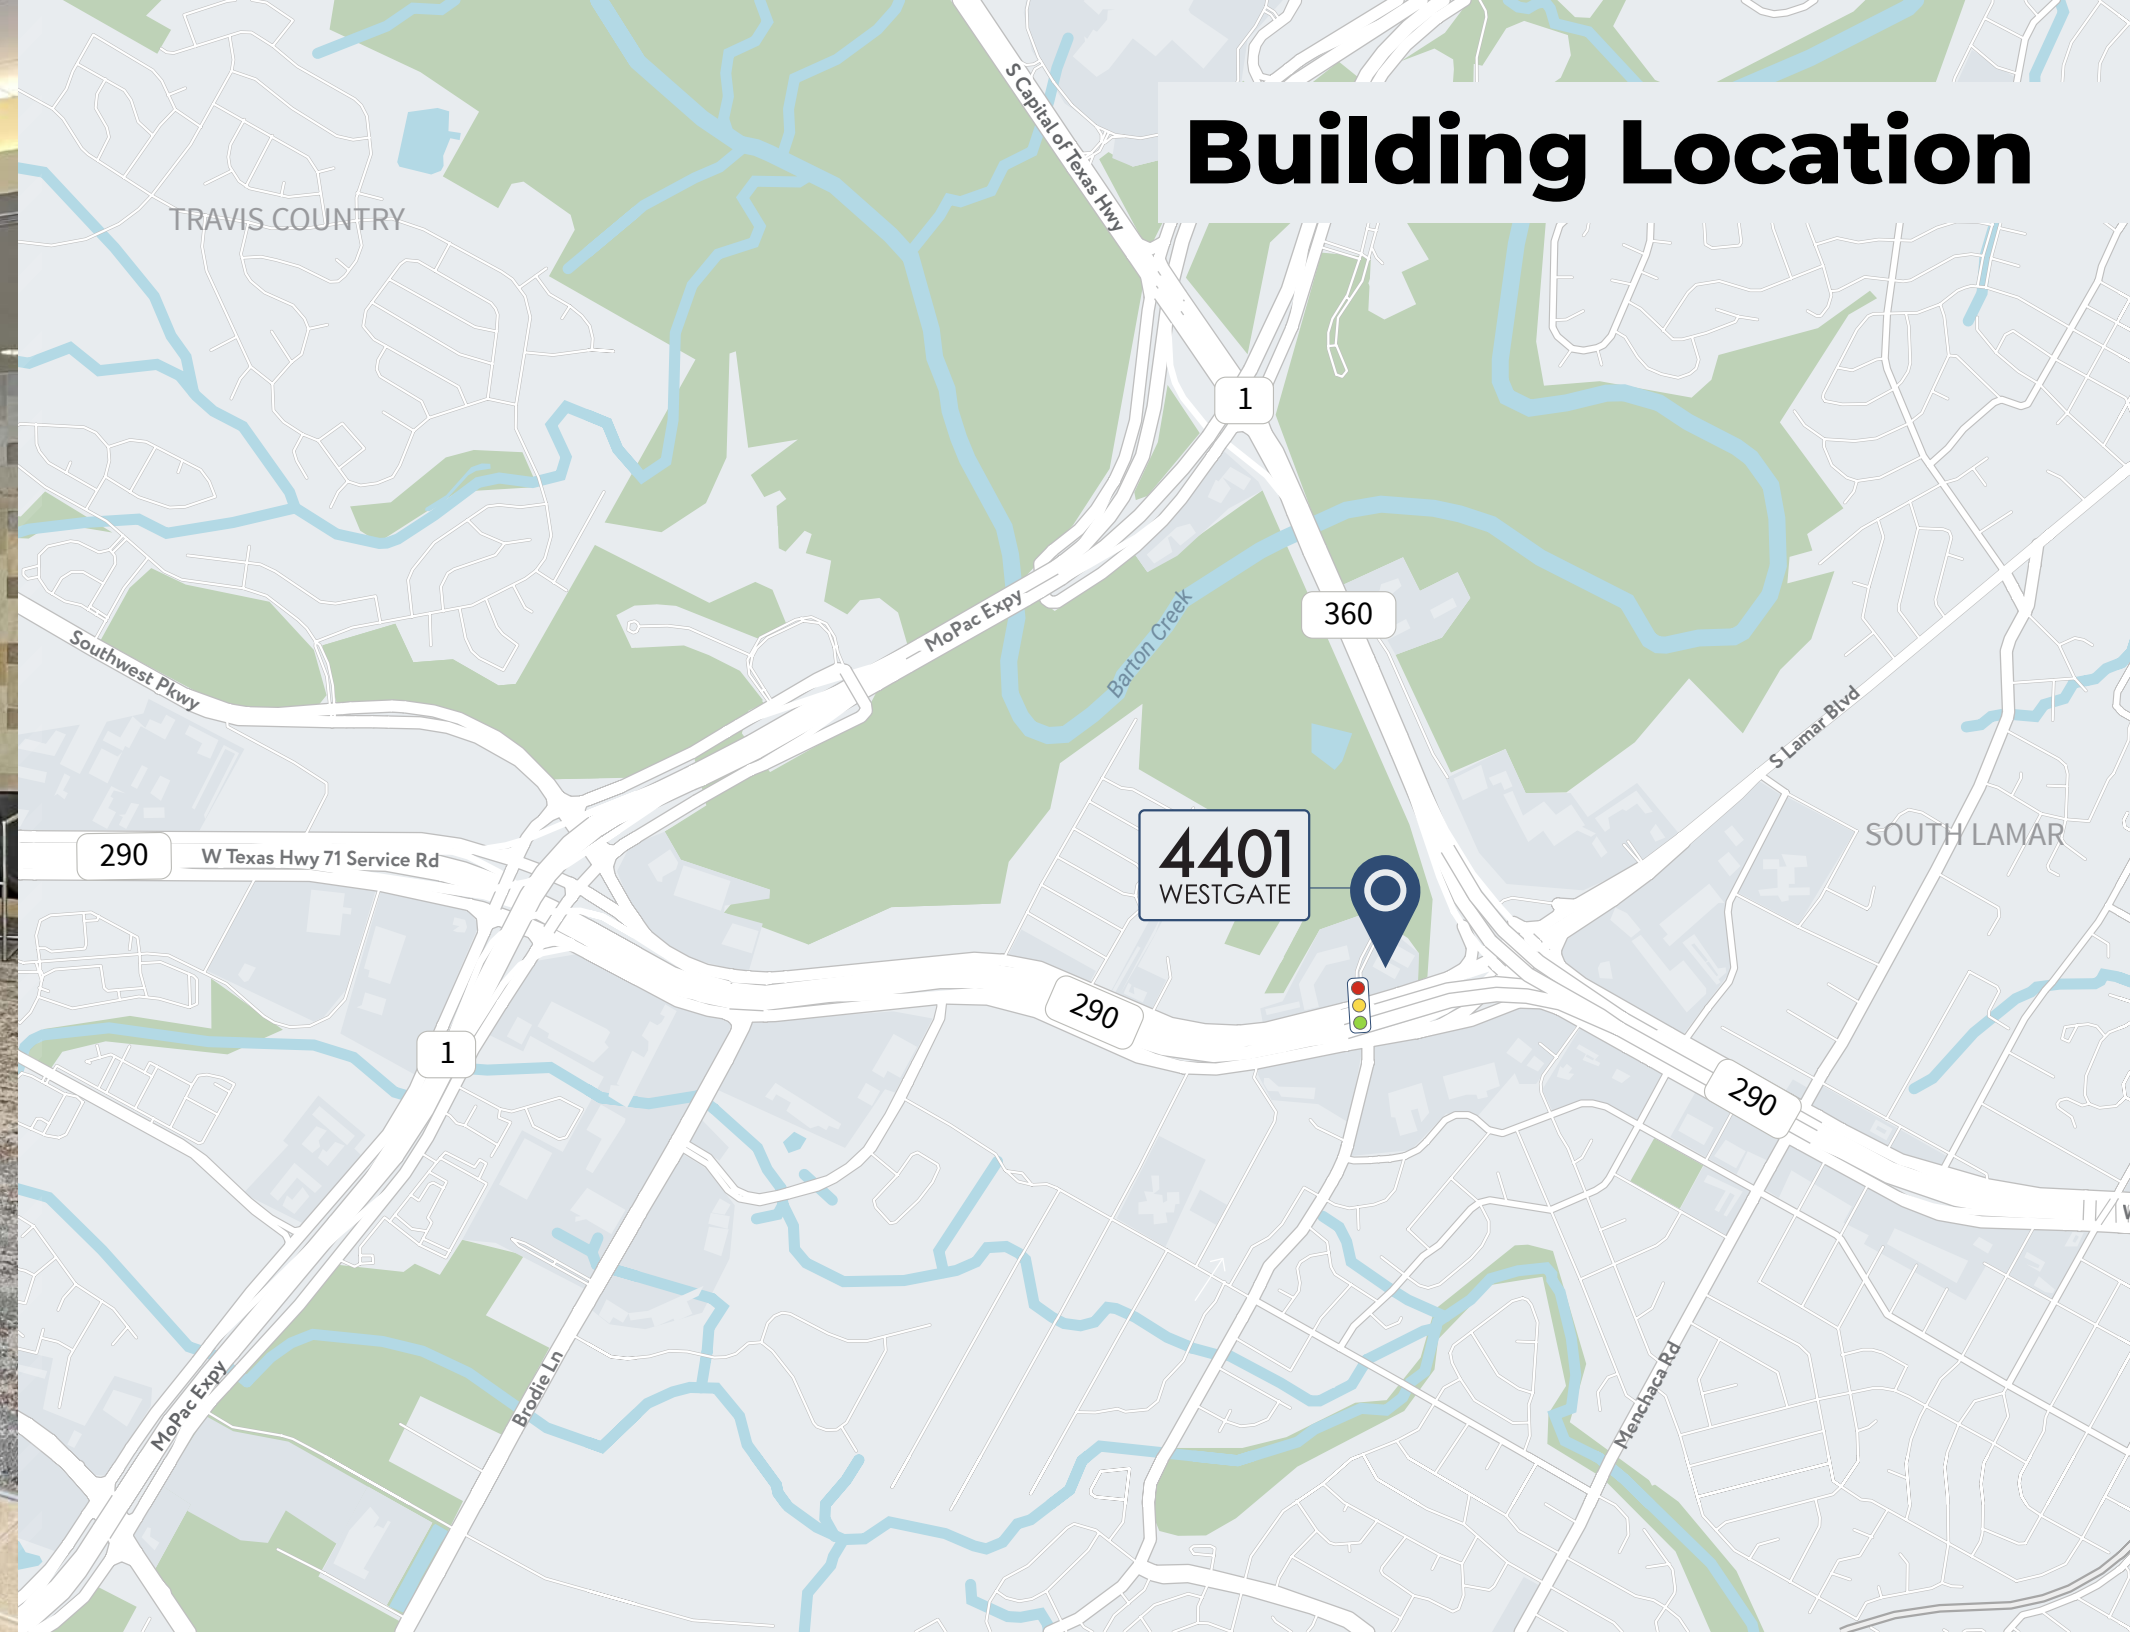 Building Location
S Capital of Texas Hwy
TRAVIS COUNTRY
1
360
MoPac Expy
Barton Creek
Southwest Pkwy
S Lamar Blvd
290
W Texas Hwy 71 Service Rd
4401
WESTGATE
SOUTH LAMAR
290
1
290
MoPac Expy
Brodie Ln
Menchaca Rd